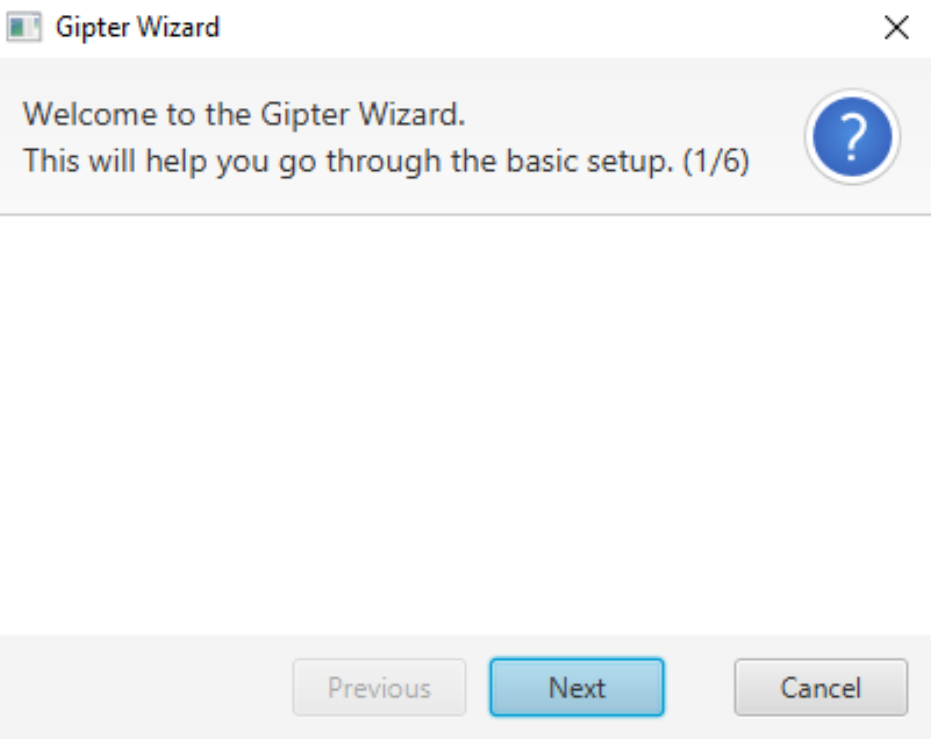 Gipter Wizard
Welcome to the Gipter Wizard.
This will help you go through the basic setup. (1/6)
?
Previous
Next
Cancel